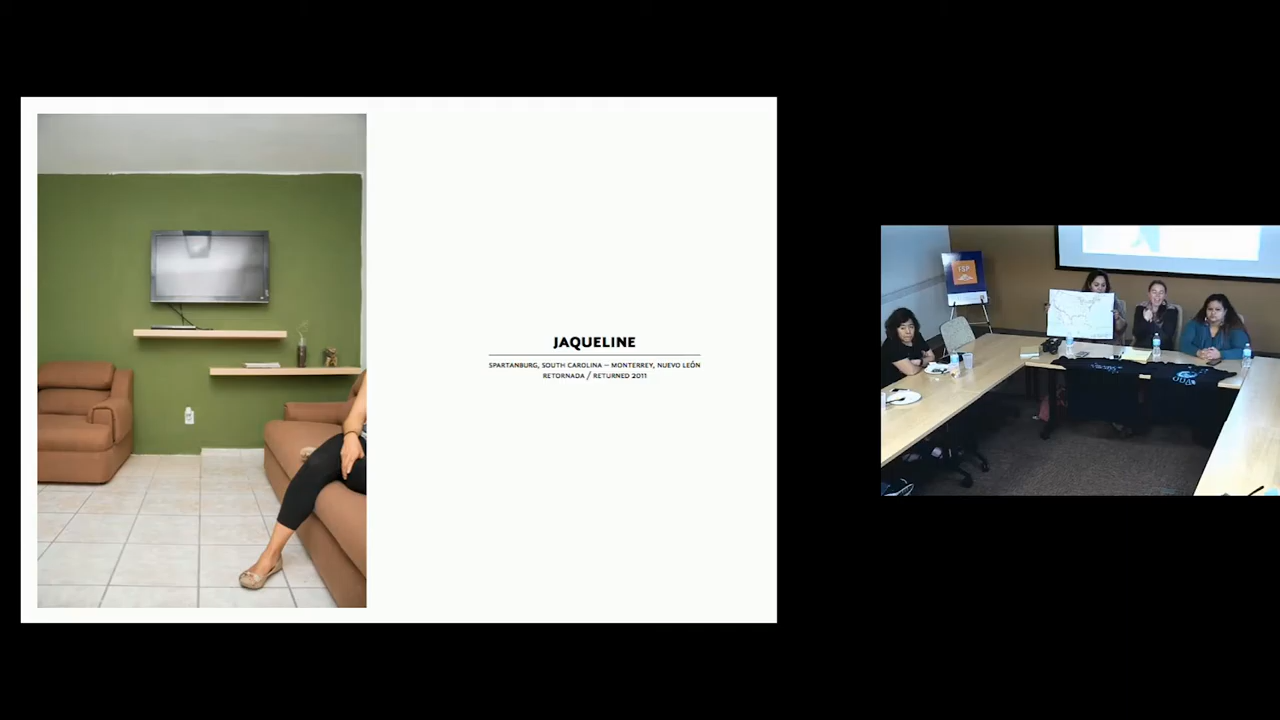 JAQUELINE
SPARTANBURG, SOUTH CAROLINA – MONTERREY, NUEVO LEÓN
RETORNADA / RETURNED 2011